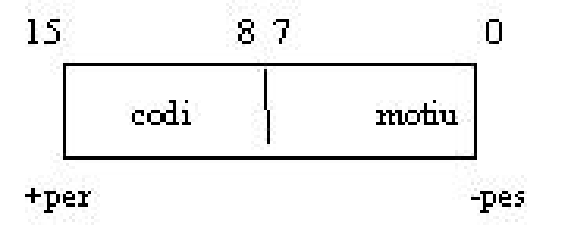 15 8 7 0
codi motiu
+per -pes